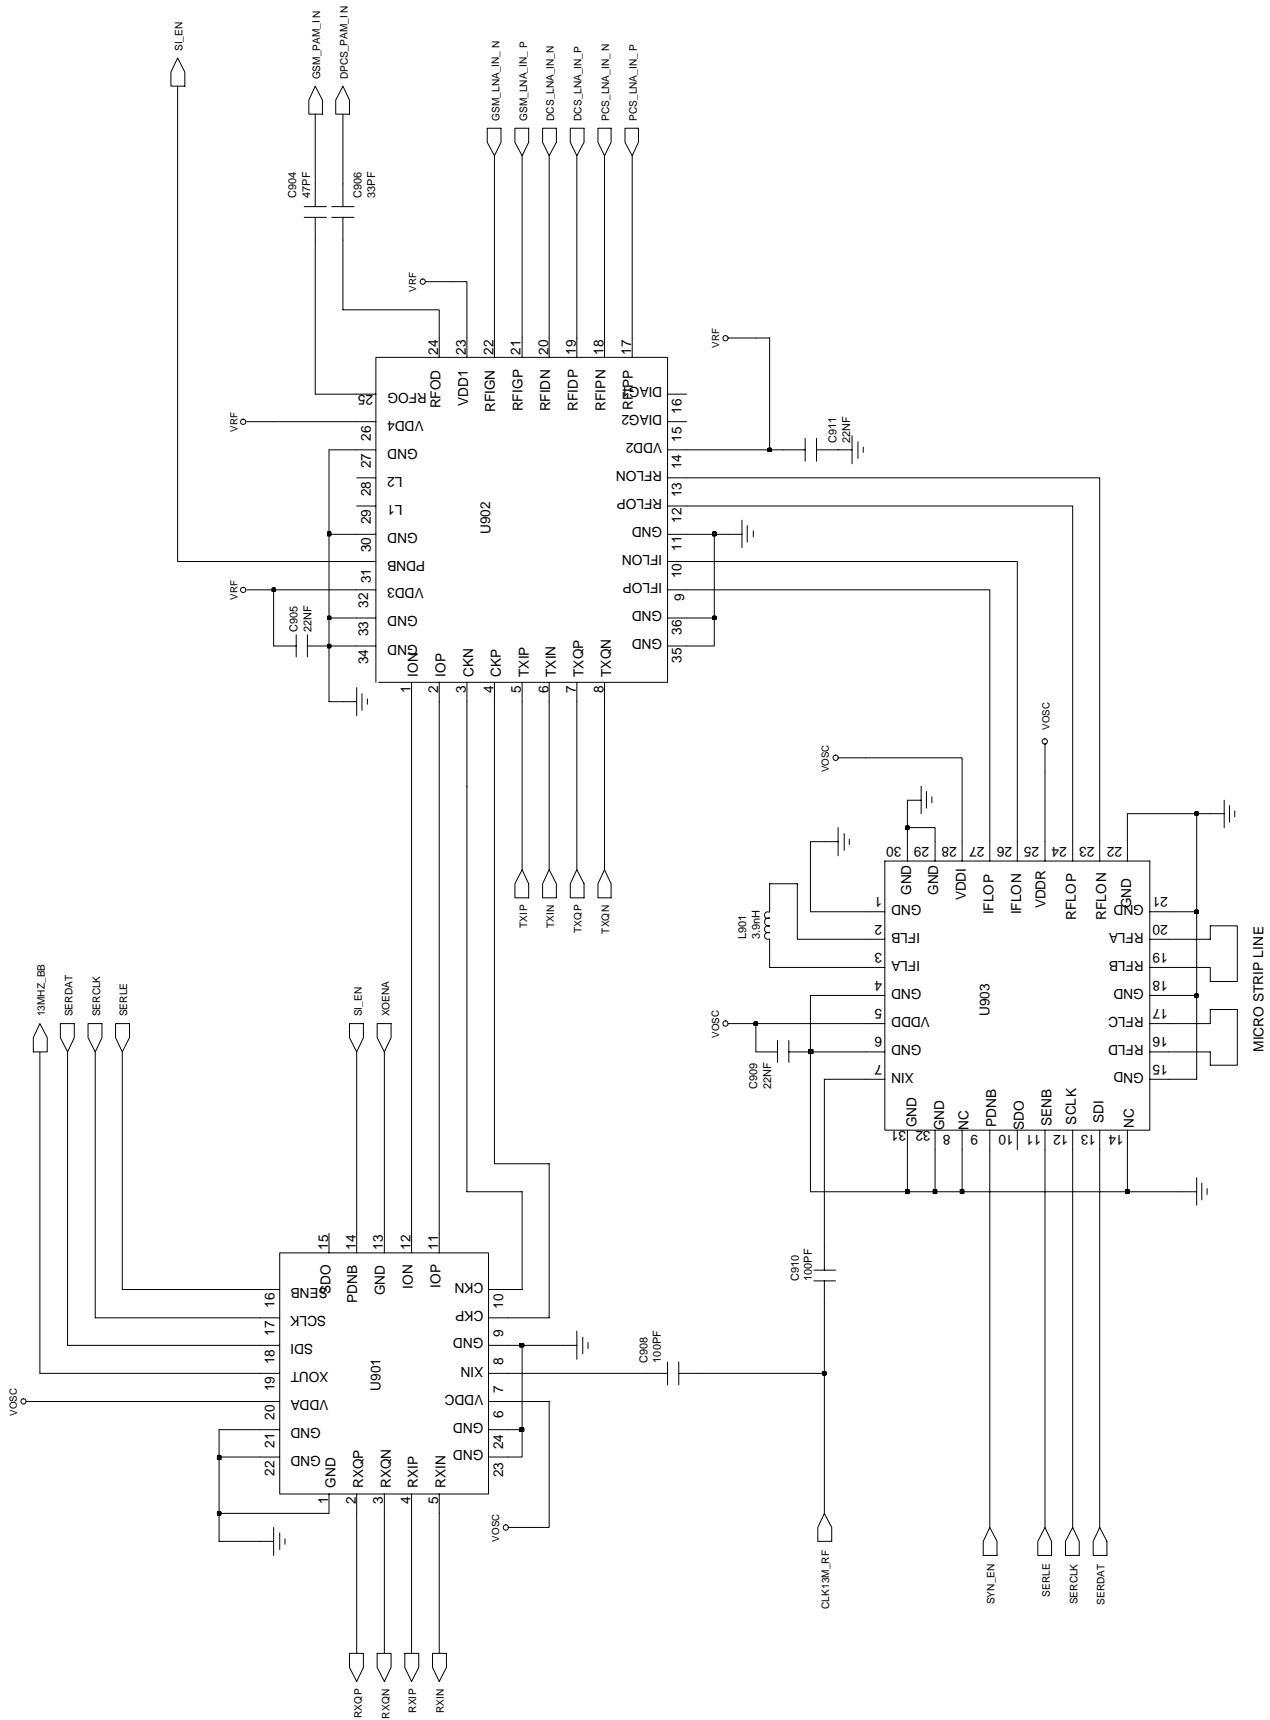 SI_EN
GSM_PAM_IN
DPCS_PAM_IN
C904
47PF
C906
33PF
VRF
VRF
VRF
VRF
C905
22NF
C911
22NF
GSM_LNA_IN_N
GSM_LNA_IN_P
DCS_LNA_IN_N
DCS_LNA_IN_P
PCS_LNA_IN_N
PCS_LNA_IN_P
U902
1 ION
2 IOP
3 CKN
4 CKP
5 TXIP
6 TXIN
7 TXQP
8 TXQN
35 GND
36 GND
9 IFLOP
10 IFLON
11 GND
12 RFLOP
13 RFLON
14 VDD2
15 DIAG2
16 DIAG1
17 RFIPP
18 RFIPN
19 RFIDP
20 RFIDN
21 RFIGP
22 RFIGN
23 VDD1
24 RFOD
25 RFOG
26 VDD4
27 GND
28 L2
29 L1
30 GND
31 PDNB
32 VDD3
33 GND
34 GND
TXIP
TXIN
TXQP
TXQN
13MHZ_BB
SERDAT
SERCLK
SERLE
SI_EN
XOENA
VOSC
VOSC
U901
1 GND
2 RXQP
3 RXQN
4 RXIP
5 RXIN
23 GND
24 GND
6
7 VDDC
8 XIN
9 GND
10 CKP
CKN
11 IOP
12 ION
13 GND
14 PDNB
15 SDO
16 SENB
17 SCLK
18 SDI
19 XOUT
20 VDDA
21 GND
22 GND
RXQP
RXQN
RXIP
RXIN
C908
100PF
C910
100PF
CLK13M_RF
VOSC
VOSC
VOSC
C909
22NF
L901
3.9nH
U903
1 GND
2 IFLB
3 IFLA
4 GND
5 VDDD
6 GND
7 XIN
31 GND
32 GND
8 NC
9 PDNB
10 SDO
11 SENB
12 SCLK
13 SDI
14 NC
15 GND
16 RFLD
17 RFLC
18 GND
19 RFLB
20 RFLA
21 GND
22 GND
23 RFLON
24 RFLOP
25 VDDR
26 IFLON
27 IFLOP
28 VDDI
29 GND
30 GND
SYN_EN
SERLE
SERCLK
SERDAT
MICRO STRIP LINE